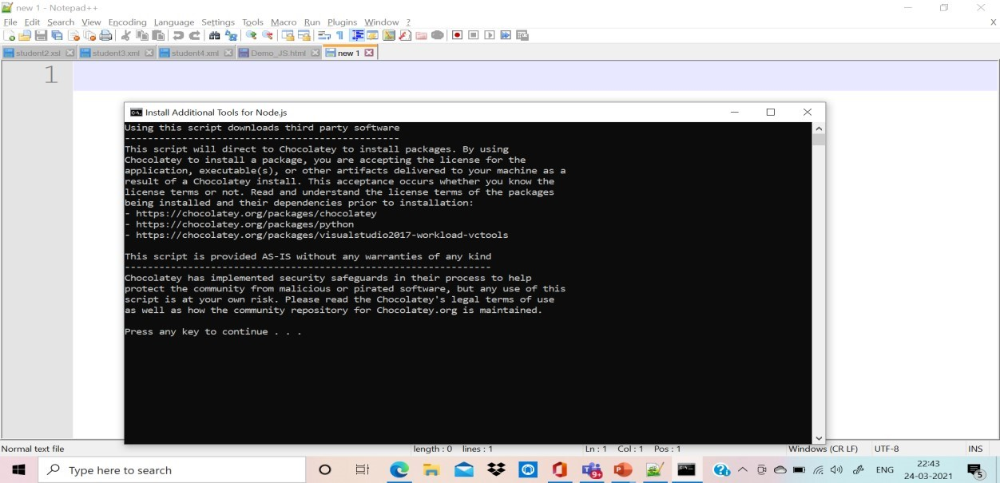 new 1 - Notepad++
File Edit Search View Encoding Language Settings Tools Macro Run Plugins Window ?
X
student2.xsl student3.xml student4.xml Demo_JS.html new 1
1
Install Additional Tools for Node.js
Using this script downloads third party software
------------------------------------------------
This script will direct to Chocolatey to install packages. By using
Chocolatey to install a package, you are accepting the license for the
application, executable(s), or other artifacts delivered to your machine as a
result of a Chocolatey install. This acceptance occurs whether you know the
license terms or not. Read and understand the license terms of the packages
being installed and their dependencies prior to installation:
- https://chocolatey.org/packages/chocolatey
- https://chocolatey.org/packages/python
- https://chocolatey.org/packages/visualstudio2017-workload-vctools
This script is provided AS-IS without any warranties of any kind
----------------------------------------------------------------
Chocolatey has implemented security safeguards in their process to help
protect the community from malicious or pirated software, but any use of this
script is at your own risk. Please read the Chocolatey's legal terms of use
as well as how the community repository for Chocolatey.org is maintained.
Press any key to continue . . .
Normal text file length : 0 lines : 1 Ln : 1 Col : 1 Pos : 1 Windows (CR LF) UTF-8 INS
Type here to search 9+ ENG 22:43
24-03-2021 5